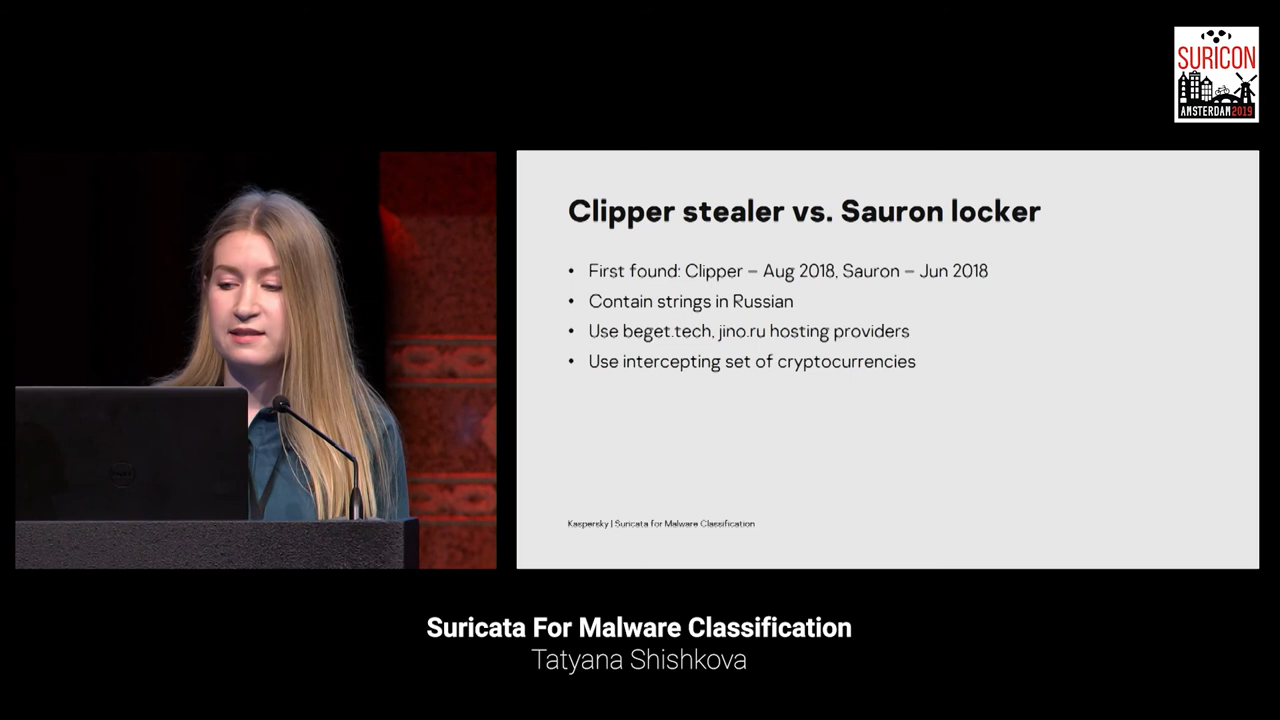 SURICON
AMSTERDAM2019
Clipper stealer vs. Sauron locker
• First found: Clipper – Aug 2018, Sauron – Jun 2018
• Contain strings in Russian
• Use beget.tech, jino.ru hosting providers
• Use intercepting set of cryptocurrencies
Kaspersky | Suricata for Malware Classification
Suricata For Malware Classification
Tatyana Shishkova